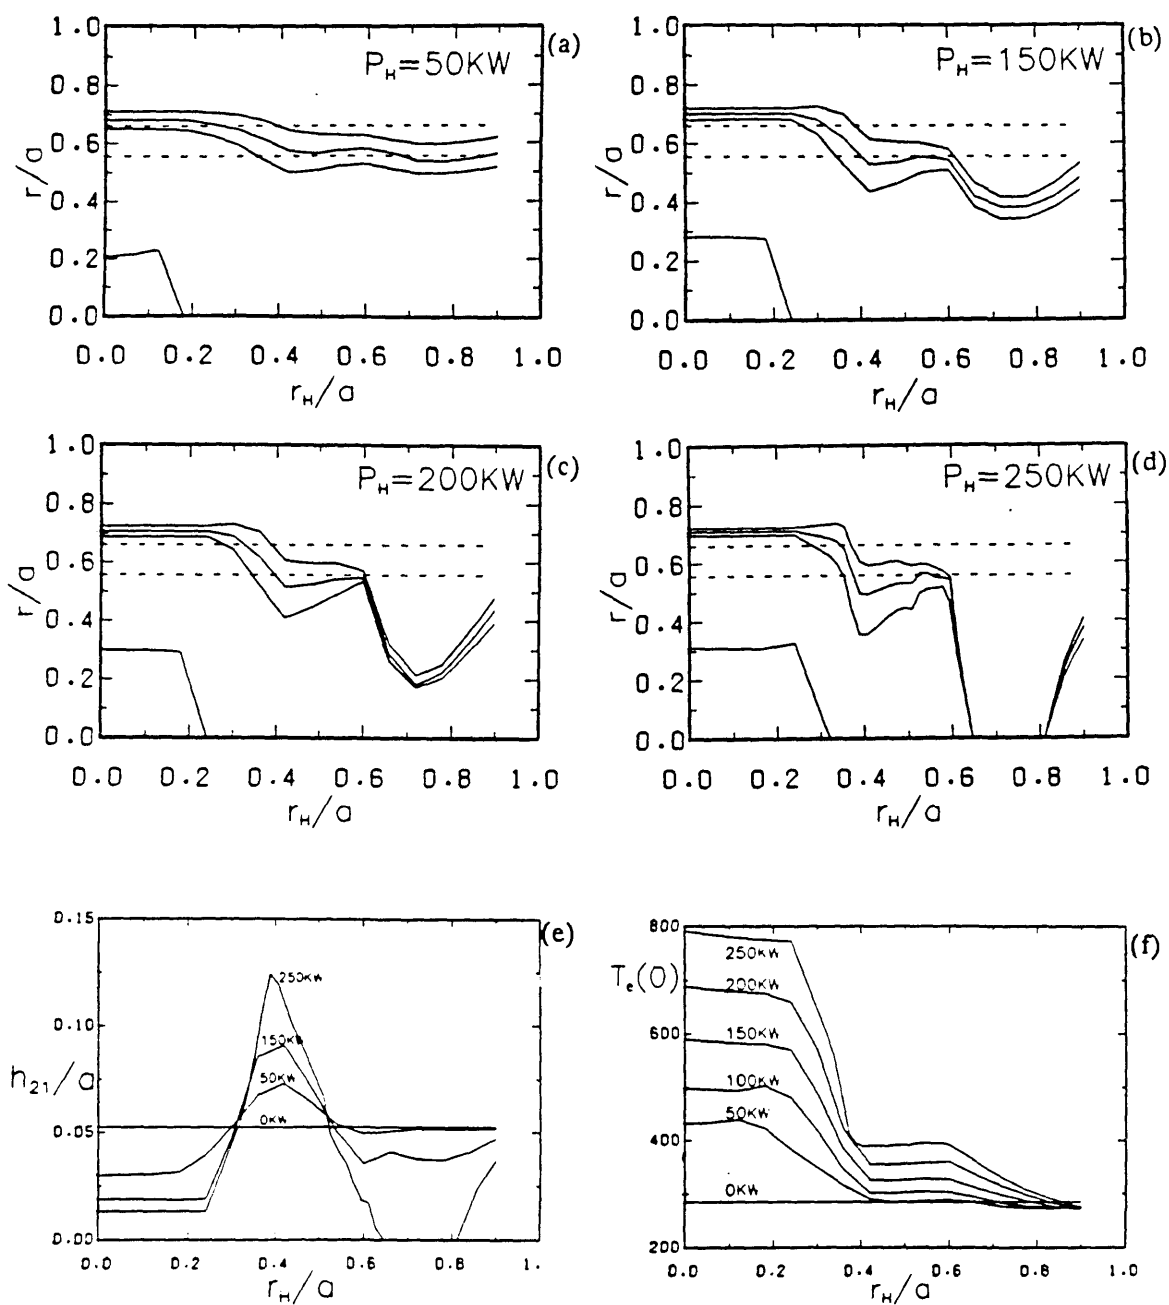 (a)
P_H=50KW
r/a
1.0
0.8
0.6
0.4
0.2
0.0
0.0 0.2 0.4 0.6 0.8 1.0
r_H/a
(b)
P_H=150KW
r/a
1.0
0.8
0.6
0.4
0.2
0.0
0.0 0.2 0.4 0.6 0.8 1.0
r_H/a
(c)
P_H=200KW
r/a
1.0
0.8
0.6
0.4
0.2
0.0
0.0 0.2 0.4 0.6 0.8 1.0
r_H/a
(d)
P_H=250KW
r/a
1.0
0.8
0.6
0.4
0.2
0.0
0.0 0.2 0.4 0.6 0.8 1.0
r_H/a
(e)
h_21/a
0.15
0.10
0.05
0.00
250KW
150KW
50KW
0KW
0.0 0.2 0.4 0.6 0.8 1.
r_H/a
(f)
T_e(0)
800
600
400
200
250KW
200KW
150KW
100KW
50KW
0KW
0.0 0.2 0.4 0.6 0.8 1.0
r_H/a